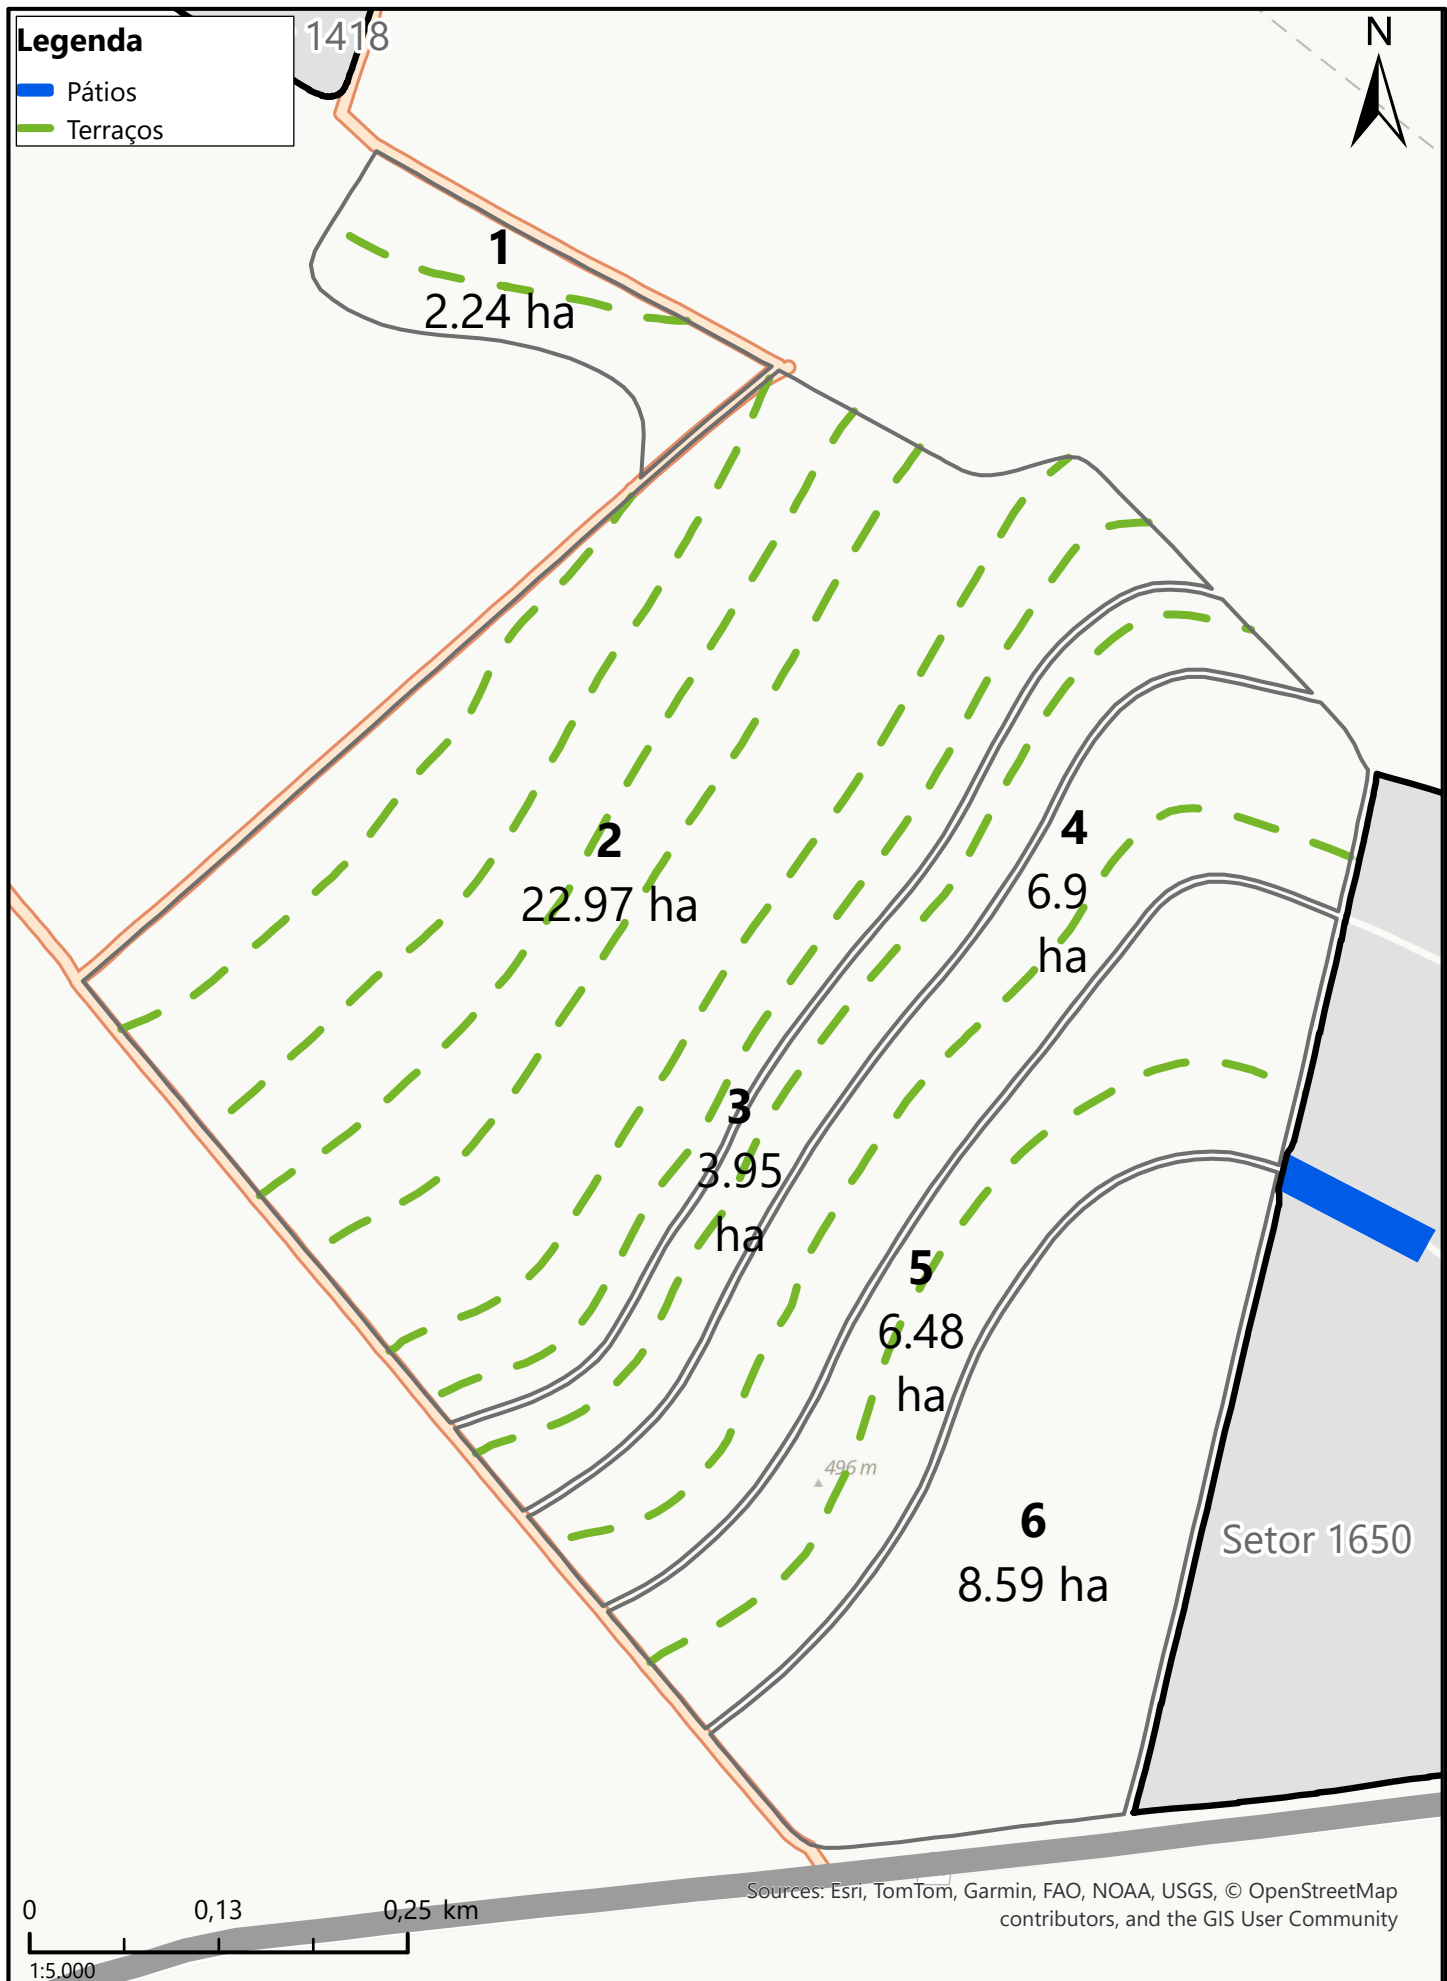 Legenda
Pátios
Terraços
1418
N
1
2.24 ha
2
22.97 ha
3
3.95
ha
4
6.9
ha
5
6.48
ha
496 m
6
8.59 ha
Setor 1650
0 0,13 0,25 km
1:5.000
Sources: Esri, TomTom, Garmin, FAO, NOAA, USGS, © OpenStreetMap
contributors, and the GIS User Community